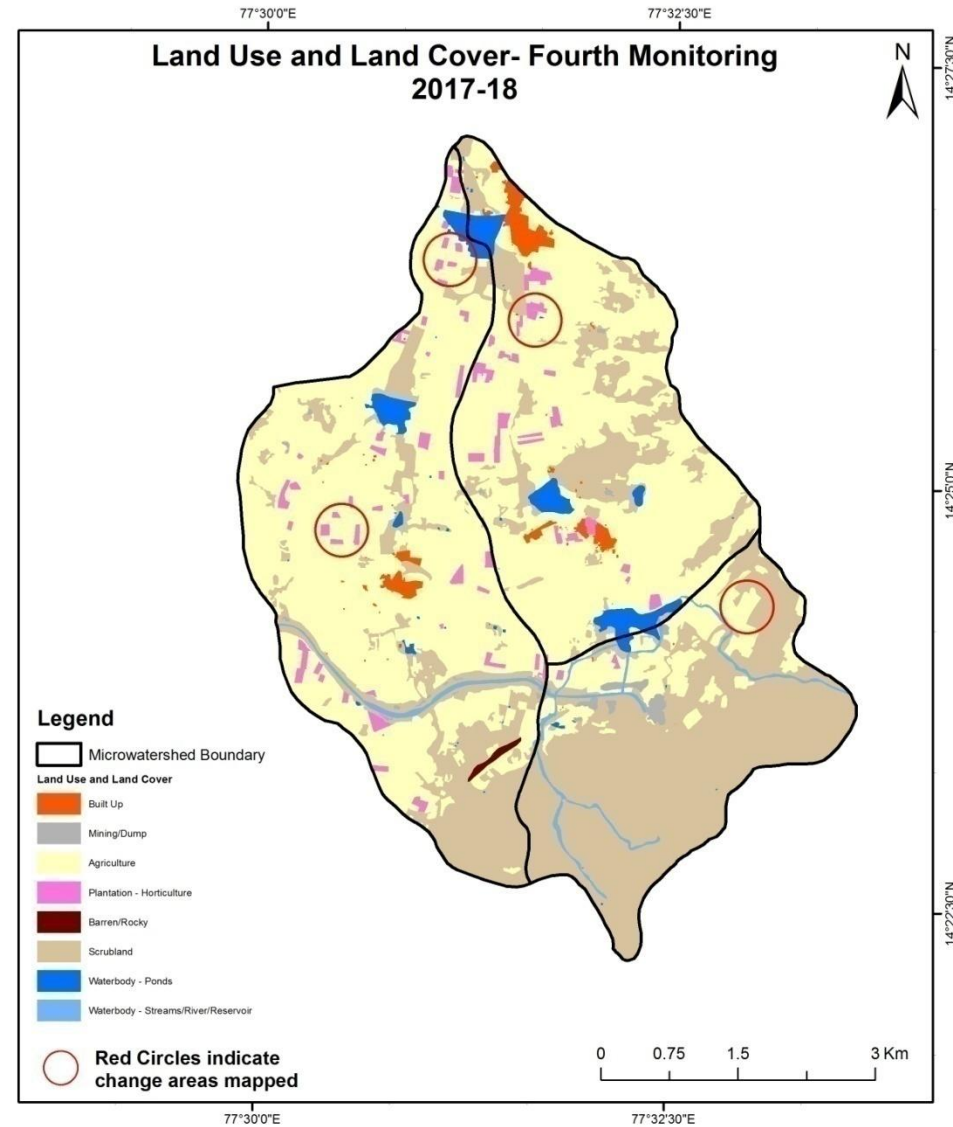 77°30'0"E
77°32'30"E
Land Use and Land Cover- Fourth Monitoring
2017-18
N
14°27'30"N
14°25'0"N
14°22'30"N
Legend
Microwatershed Boundary
Land Use and Land Cover
Built Up
Mining/Dump
Agriculture
Plantation - Horticulture
Barren/Rocky
Scrubland
Waterbody - Ponds
Waterbody - Streams/River/Reservoir
Red Circles indicate
change areas mapped
0 0.75 1.5 3 Km
77°30'0"E
77°32'30"E